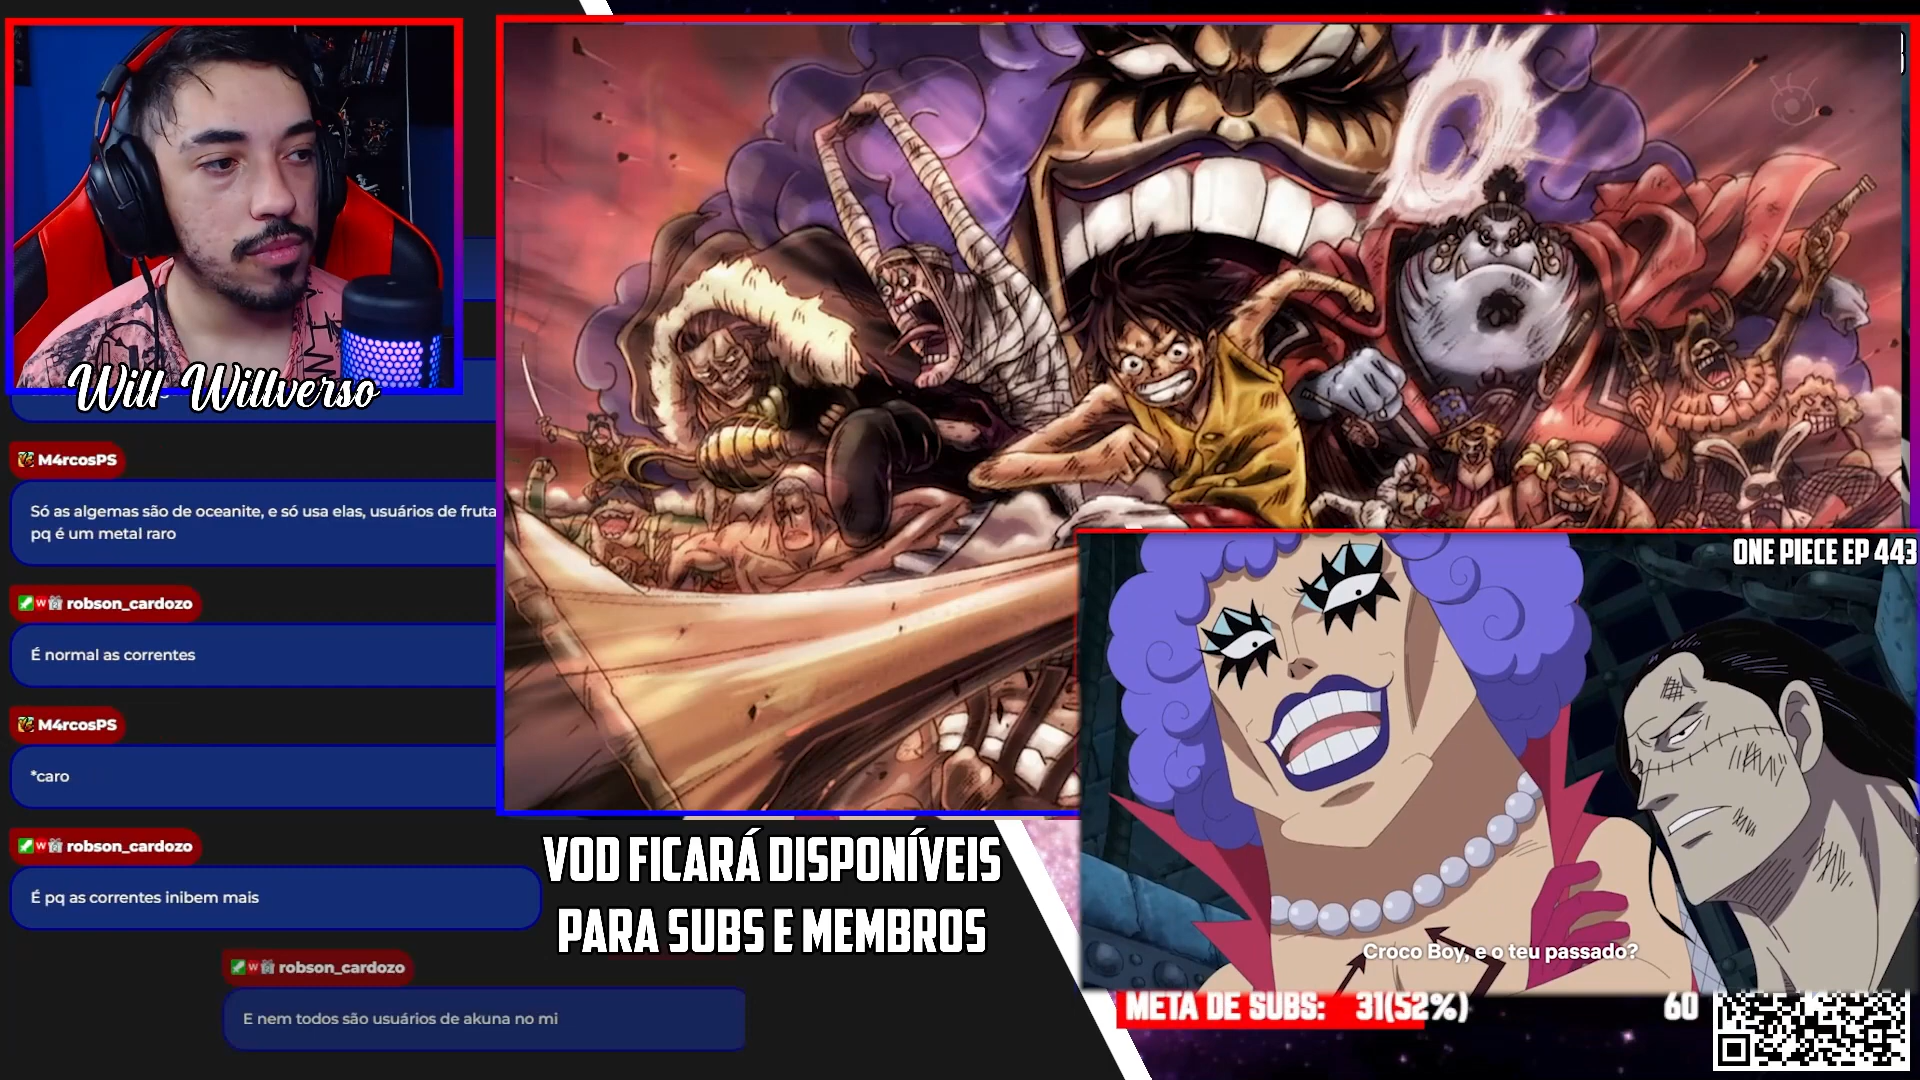 Will Willverso
M4rcosPS
Só as algemas são de oceanite, e só usa elas, usuários de fruta
pq é um metal raro
robson_cardozo
É normal as correntes
M4rcosPS
*caro
robson_cardozo
É pq as correntes inibem mais
robson_cardozo
E nem todos são usuários de akuna no mi
VOD FICARÁ DISPONÍVEIS
PARA SUBS E MEMBROS
ONE PIECE EP 443
Croco Boy, e o teu passado?
META DE SUBS: 31(52%) 60